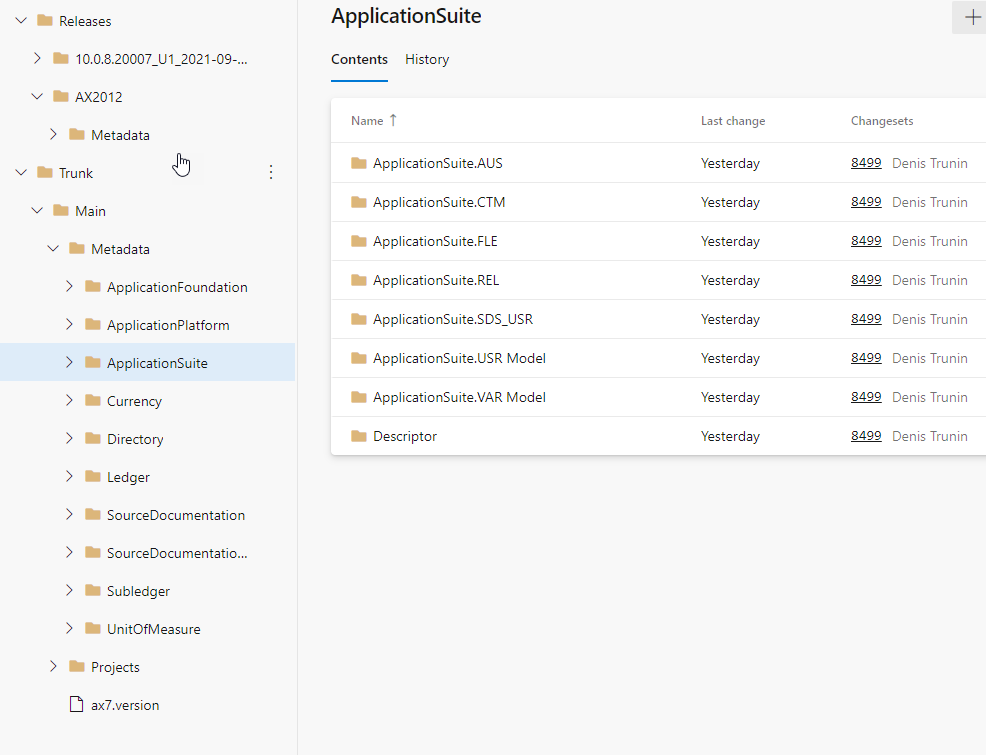 Releases
10.0.8.20007_U1_2021-09-...
AX2012
Metadata
Trunk
Main
Metadata
ApplicationFoundation
ApplicationPlatform
ApplicationSuite
Currency
Directory
Ledger
SourceDocumentation
SourceDocumentatio...
Subledger
UnitOfMeasure
Projects
ax7.version
ApplicationSuite
Contents History
Name ↑ Last change Changesets
ApplicationSuite.AUS Yesterday 8499 Denis Trunin
ApplicationSuite.CTM Yesterday 8499 Denis Trunin
ApplicationSuite.FLE Yesterday 8499 Denis Trunin
ApplicationSuite.REL Yesterday 8499 Denis Trunin
ApplicationSuite.SDS_USR Yesterday 8499 Denis Trunin
ApplicationSuite.USR Model Yesterday 8499 Denis Trunin
ApplicationSuite.VAR Model Yesterday 8499 Denis Trunin
Descriptor Yesterday 8499 Denis Trunin